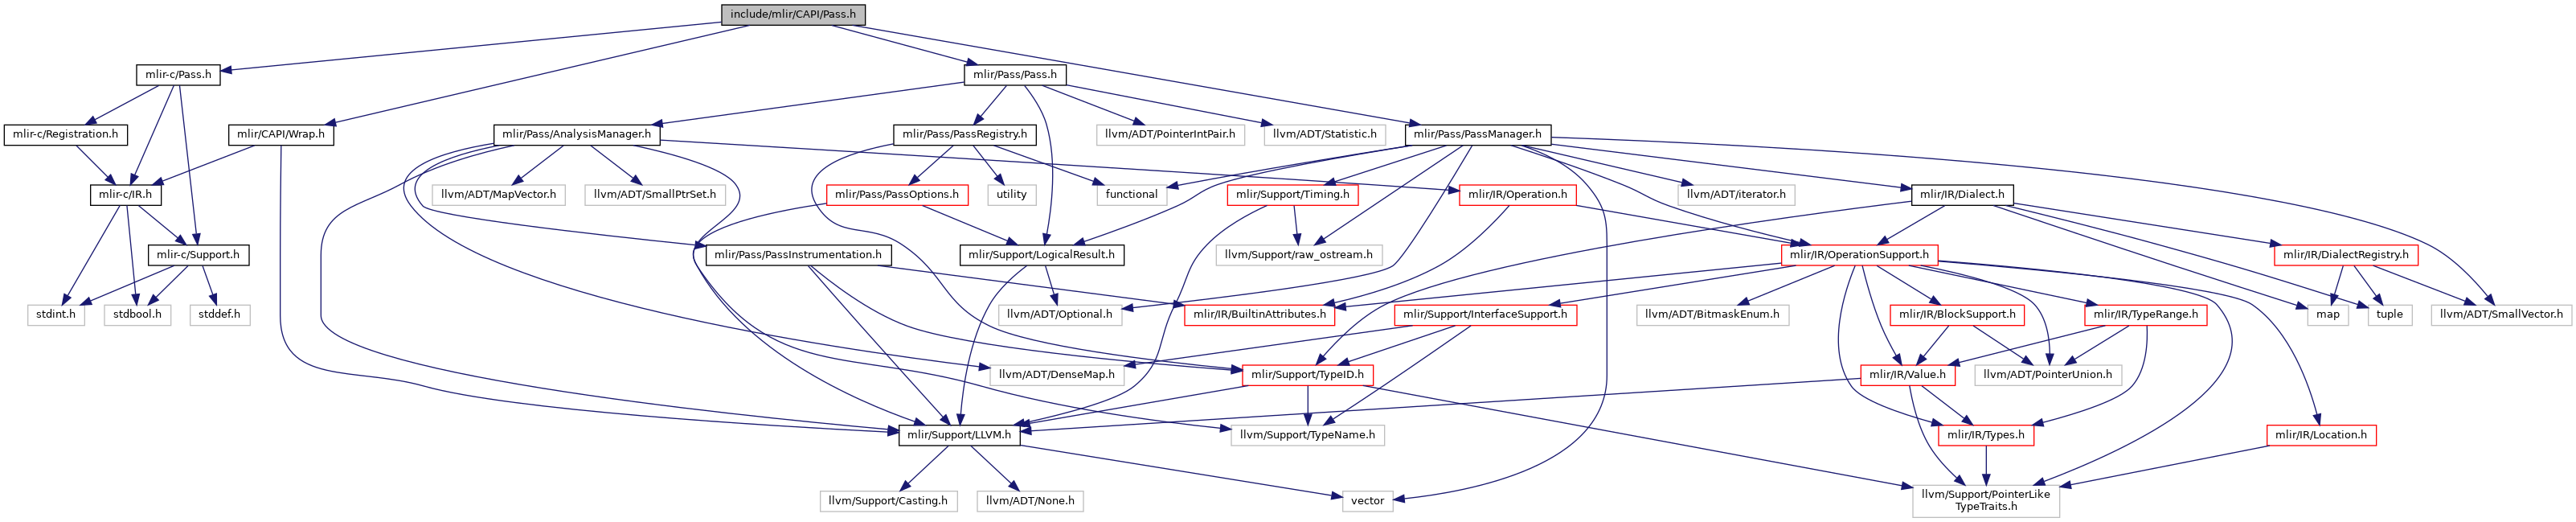 include/mlir/CAPI/Pass.h
mlir-c/Pass.h
mlir/Pass/Pass.h
mlir-c/Registration.h
mlir/CAPI/Wrap.h
mlir/Pass/AnalysisManager.h
mlir/Pass/PassRegistry.h
llvm/ADT/PointerIntPair.h
llvm/ADT/Statistic.h
mlir/Pass/PassManager.h
mlir-c/IR.h
llvm/ADT/MapVector.h
llvm/ADT/SmallPtrSet.h
mlir/Pass/PassOptions.h
utility
functional
mlir/Support/Timing.h
mlir/IR/Operation.h
llvm/ADT/iterator.h
mlir/IR/Dialect.h
mlir-c/Support.h
mlir/Pass/PassInstrumentation.h
mlir/Support/LogicalResult.h
llvm/Support/raw_ostream.h
mlir/IR/OperationSupport.h
mlir/IR/DialectRegistry.h
stdint.h
stdbool.h
stddef.h
llvm/ADT/Optional.h
mlir/IR/BuiltinAttributes.h
mlir/Support/InterfaceSupport.h
llvm/ADT/BitmaskEnum.h
mlir/IR/BlockSupport.h
mlir/IR/TypeRange.h
map
tuple
llvm/ADT/SmallVector.h
llvm/ADT/DenseMap.h
mlir/Support/TypeID.h
mlir/IR/Value.h
llvm/ADT/PointerUnion.h
mlir/Support/LLVM.h
llvm/Support/TypeName.h
mlir/IR/Types.h
mlir/IR/Location.h
llvm/Support/Casting.h
llvm/ADT/None.h
vector
llvm/Support/PointerLike
TypeTraits.h